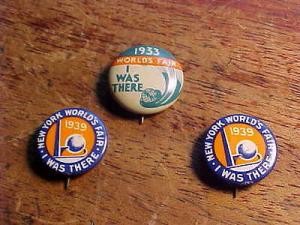 1933
WORLD'S FAIR
I
WAS
THERE
NEW YORK WORLD'S FAIR
1939
· I WAS THERE ·
NEW YORK WORLD'S FAIR
1939
· I WAS THERE ·